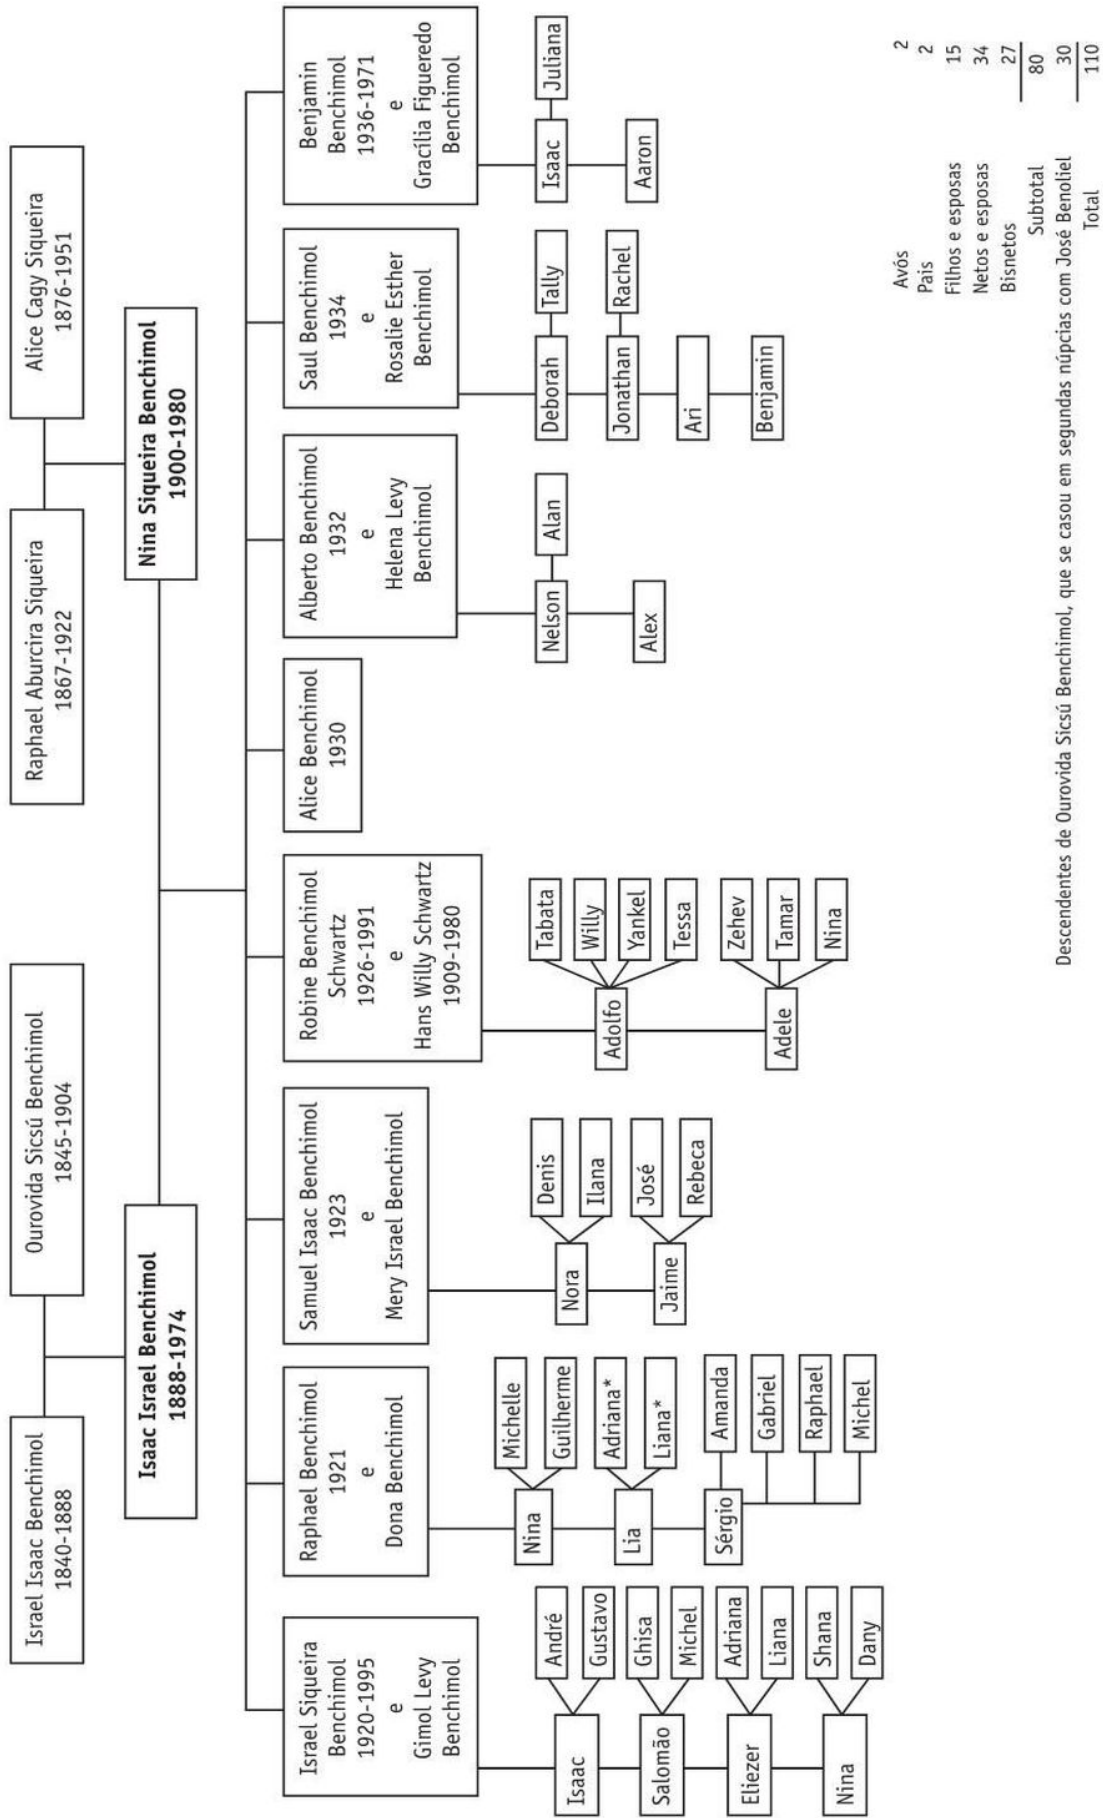 Israel Isaac Benchimol
1840-1888
Ourovida Sicsú Benchimol
1845-1904
Raphael Aburcira Siqueira
1867-1922
Alice Cagy Siqueira
1876-1951
Isaac Israel Benchimol
1888-1974
Nina Siqueira Benchimol
1900-1980
Israel Siqueira
Benchimol
1920-1995
e
Gimol Levy
Benchimol
Isaac
André
Gustavo
Salomão
Ghisa
Michel
Eliezer
Adriana
Liana
Nina
Shana
Dany
Raphael Benchimol
1921
e
Dona Benchimol
Nina
Michelle
Guilherme
Lia
Adriana*
Liana*
Sérgio
Amanda
Gabriel
Raphael
Michel
Samuel Isaac Benchimol
1923
e
Mery Israel Benchimol
Nora
Denis
Ilana
Jaime
José
Rebeca
Robine Benchimol
Schwartz
1926-1991
e
Hans Willy Schwartz
1909-1980
Adolfo
Tabata
Willy
Yankel
Tessa
Adele
Zehev
Tamar
Nina
Alice Benchimol
1930
Alberto Benchimol
1932
e
Helena Levy
Benchimol
Nelson
Alan
Alex
Saul Benchimol
1934
e
Rosalie Esther
Benchimol
Deborah
Tally
Jonathan
Rachel
Ari
Benjamin
Benjamin
Benchimol
1936-1971
e
Gracília Figueredo
Benchimol
Isaac
Juliana
Aaron
Avós 2
Pais 2
Filhos e esposas 15
Netos e esposas 34
Bisnetos 27
Subtotal 80
Descendentes de Ourovida Sicsú Benchimol, que se casou em segundas núpcias com José Benoliel 30
Total 110